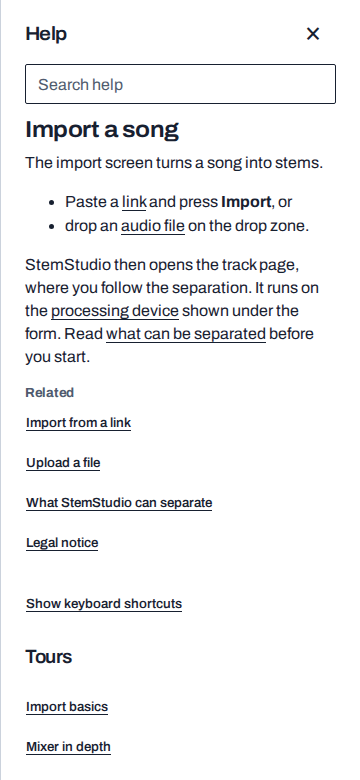 Help
Search help
Import a song
The import screen turns a song into stems.
• Paste a link and press Import, or
• drop an audio file on the drop zone.
StemStudio then opens the track page,
where you follow the separation. It runs on
the processing device shown under the
form. Read what can be separated before
you start.
Related
Import from a link
Upload a file
What StemStudio can separate
Legal notice
Show keyboard shortcuts
Tours
Import basics
Mixer in depth